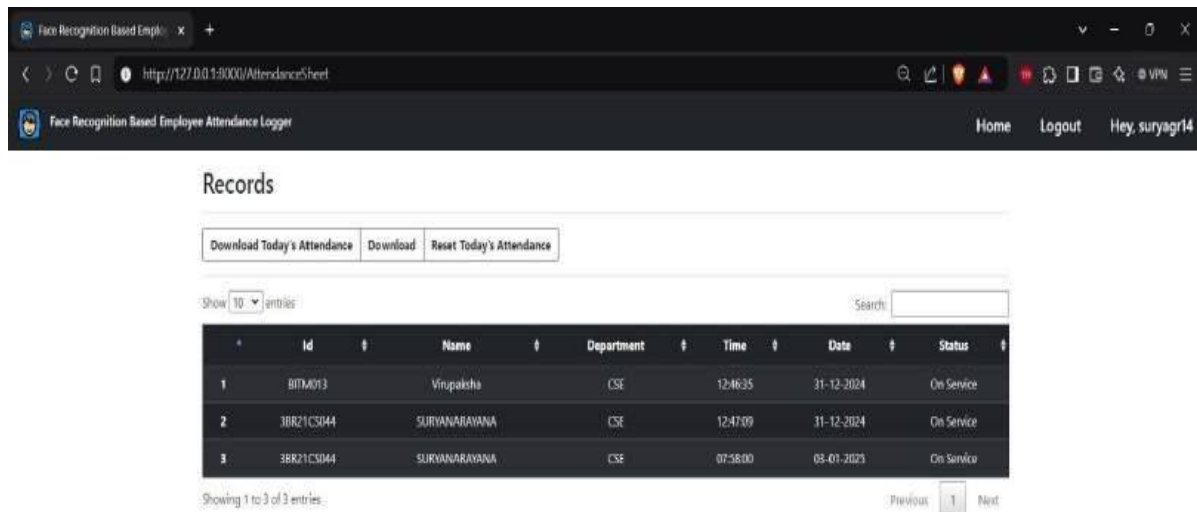 Face Recognition Based Emplo
http://127.0.0.1:8000/AttendanceSheet
VPN
Face Recognition Based Employee Attendance Logger
Home Logout Hey, suryagr14
Records
Download Today's Attendance Download Reset Today's Attendance
Show 10 entries Search:
Id Name Department Time Date Status
1 BITM013 Virupaksha CSE 12:46:35 31-12-2024 On Service
2 3BR21CS044 SURYANARAYANA CSE 12:47:09 31-12-2024 On Service
3 3BR21CS044 SURYANARAYANA CSE 07:58:00 03-01-2025 On Service
Showing 1 to 3 of 3 entries Previous 1 Next